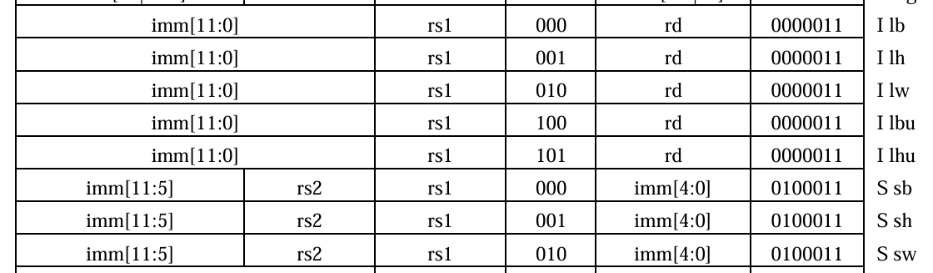 imm[11:0] rs1 000 rd 0000011 I lb
imm[11:0] rs1 001 rd 0000011 I lh
imm[11:0] rs1 010 rd 0000011 I lw
imm[11:0] rs1 100 rd 0000011 I lbu
imm[11:0] rs1 101 rd 0000011 I lhu
imm[11:5] rs2 rs1 000 imm[4:0] 0100011 S sb
imm[11:5] rs2 rs1 001 imm[4:0] 0100011 S sh
imm[11:5] rs2 rs1 010 imm[4:0] 0100011 S sw